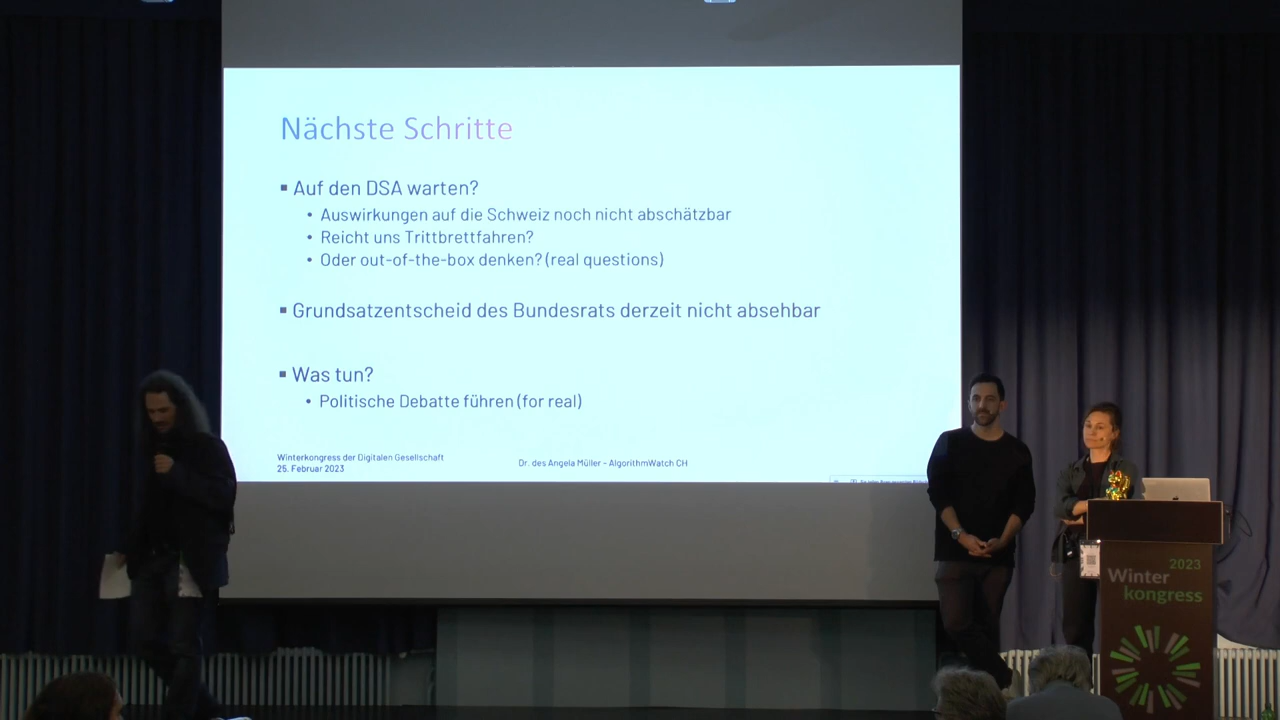 Nächste Schritte
▪ Auf den DSA warten?
• Auswirkungen auf die Schweiz noch nicht abschätzbar
• Reicht uns Trittbrettfahren?
• Oder out-of-the-box denken? (real questions)
▪ Grundsatzentscheid des Bundesrats derzeit nicht absehbar
▪ Was tun?
• Politische Debatte führen (for real)
Winterkongress der Digitalen Gesellschaft
25. Februar 2023
Dr. des Angela Müller – AlgorithmWatch CH
2023
Winter
kongress